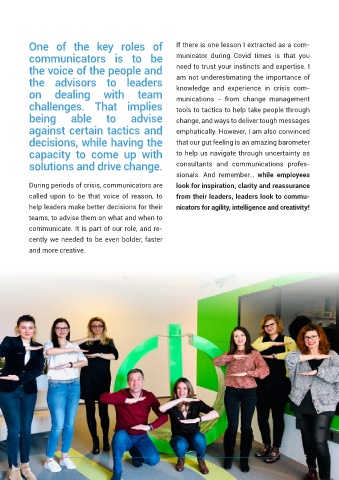 One of the key roles of
communicators is to be
the voice of the people and
the advisors to leaders
on dealing with team
challenges. That implies
being able to advise
against certain tactics and
decisions, while having the
capacity to come up with
solutions and drive change.
During periods of crisis, communicators are
called upon to be that voice of reason, to
help leaders make better decisions for their
teams, to advise them on what and when to
communicate. It is part of our role, and re-
cently we needed to be even bolder, faster
and more creative.
If there is one lesson I extracted as a com-
municator during Covid times is that you
need to trust your instincts and expertise. I
am not underestimating the importance of
knowledge and experience in crisis com-
munications - from change management
tools to tactics to help take people through
change, and ways to deliver tough messages
emphatically. However, I am also convinced
that our gut feeling is an amazing barometer
to help us navigate through uncertainty as
consultants and communications profes-
sionals. And remember… while employees
look for inspiration, clarity and reassurance
from their leaders, leaders look to commu-
nicators for agility, intelligence and creativity!